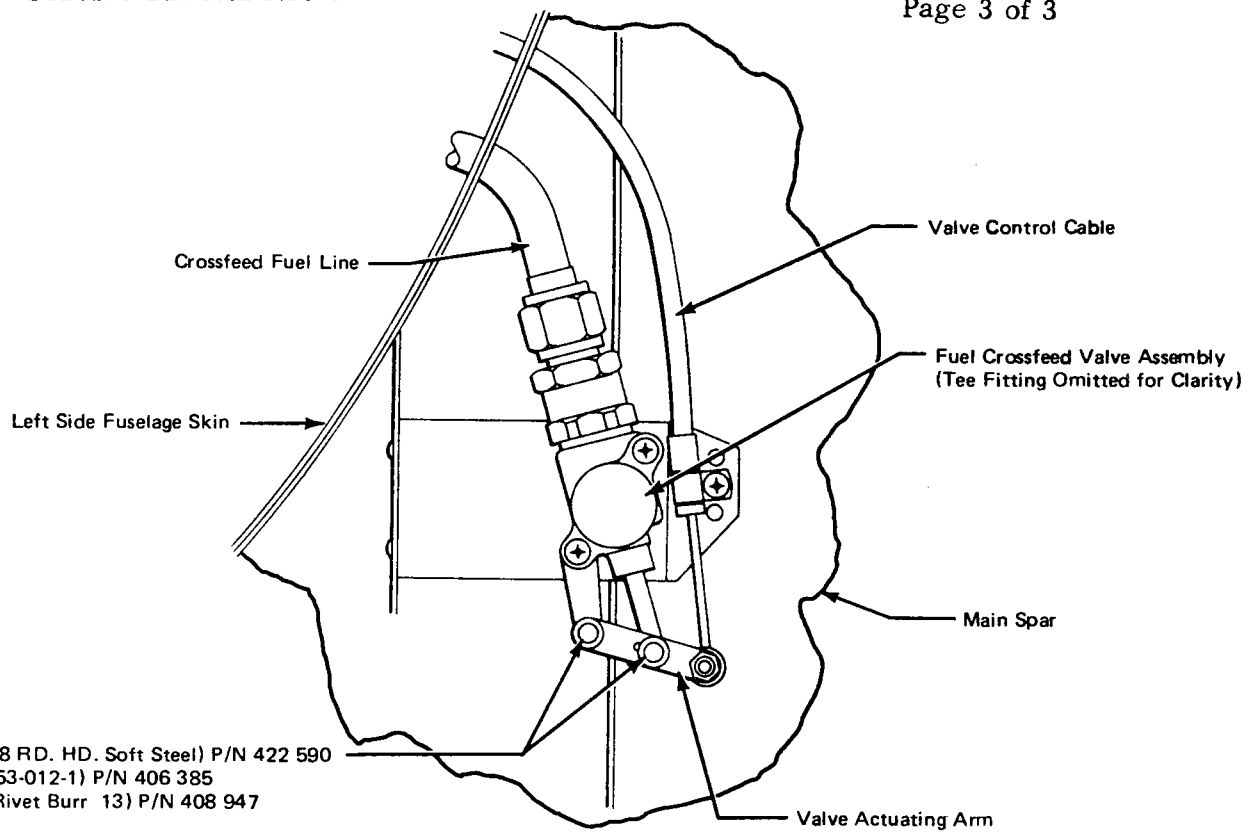 Page 3 of 3
Valve Control Cable
Crossfeed Fuel Line
Fuel Crossfeed Valve Assembly
(Tee Fitting Omitted for Clarity)
Left Side Fuselage Skin
Main Spar
8 RD. HD. Soft Steel) P/N 422 590
53-012-1) P/N 406 385
Rivet Burr 13) P/N 408 947
Valve Actuating Arm